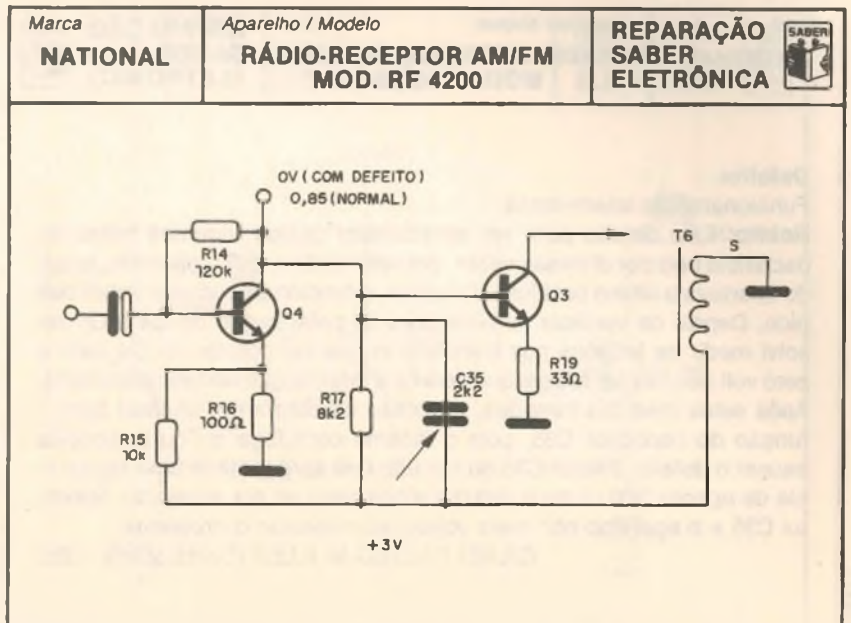 Marca
NATIONAL
Aparelho / Modelo
RÁDIO-RECEPTOR AM/FM
MOD. RF 4200
REPARAÇÃO
SABER
ELETRÔNICA
SABER
0V (COM DEFEITO)
0,85 (NORMAL)
R14
120k
Q4
Q3
T6
S
R19
33Ω
C35
2k2
R17
8k2
R16
100Ω
R15
10k
+3V